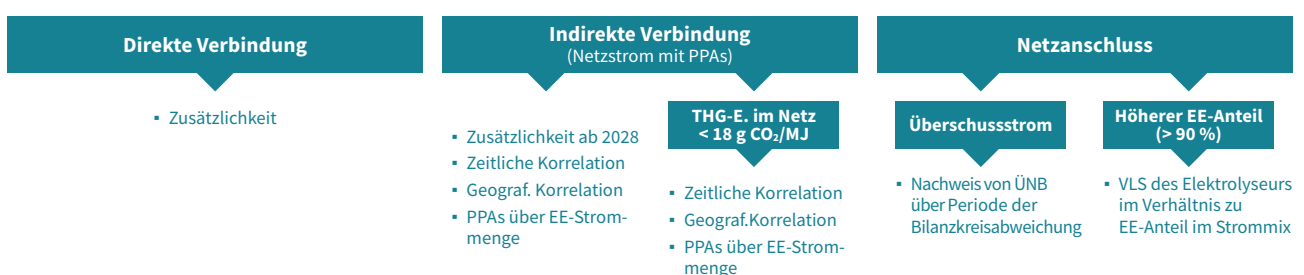 Direkte Verbindung
▪ Zusätzlichkeit
Indirekte Verbindung
(Netzstrom mit PPAs)
▪ Zusätzlichkeit ab 2028
▪ Zeitliche Korrelation
▪ Geograf. Korrelation
▪ PPAs über EE-Strom-
menge
THG-E. im Netz
< 18 g CO₂/MJ
▪ Zeitliche Korrelation
▪ Geograf.Korrelation
▪ PPAs über EE-Strom-
menge
Netzanschluss
Überschussstrom
▪ Nachweis von ÜNB
über Periode der
Bilanzkreisabweichung
Höherer EE-Anteil
(> 90 %)
▪ VLS des Elektrolyseurs
im Verhältnis zu
EE-Anteil im Strommix